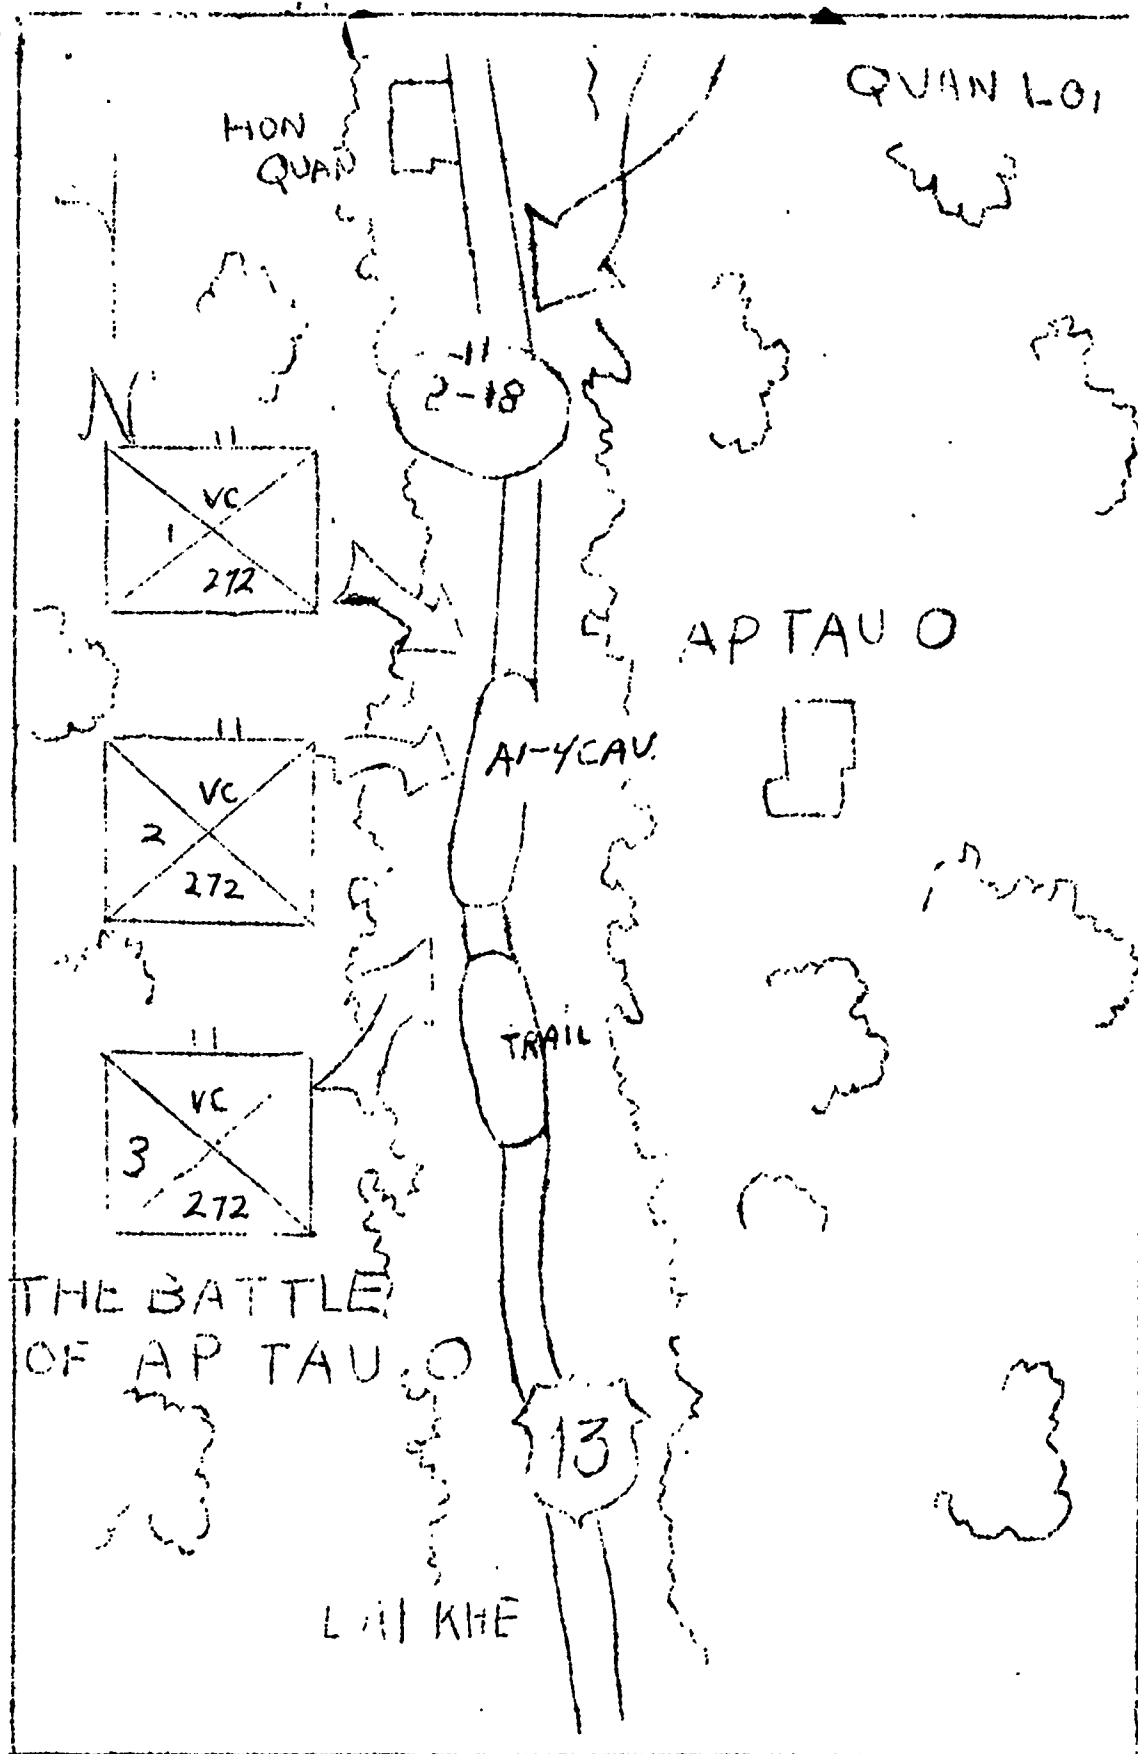 QUAN LOI
HON
QUAN
2-18
N
VC
1
272
AP TAU O
A1-4CAV.
VC
2
272
TRAIL
VC
3
272
THE BATTLE
OF AP TAU O
13
LAI KHE